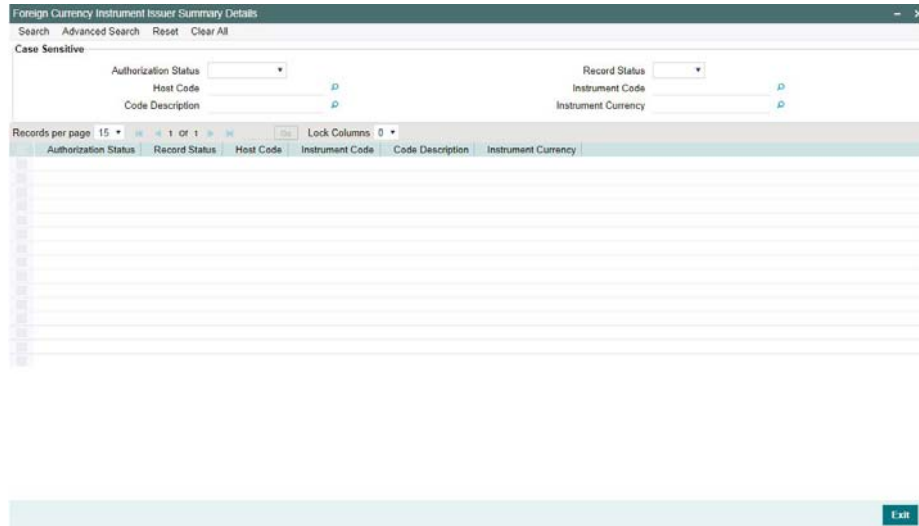 Foreign Currency Instrument Issuer Summary Details
Search Advanced Search Reset Clear All
Case Sensitive
Authorization Status Record Status
Host Code Instrument Code
Code Description Instrument Currency
Records per page 15 1 Of 1 Go Lock Columns 0
Authorization Status Record Status Host Code Instrument Code Code Description Instrument Currency
Exit